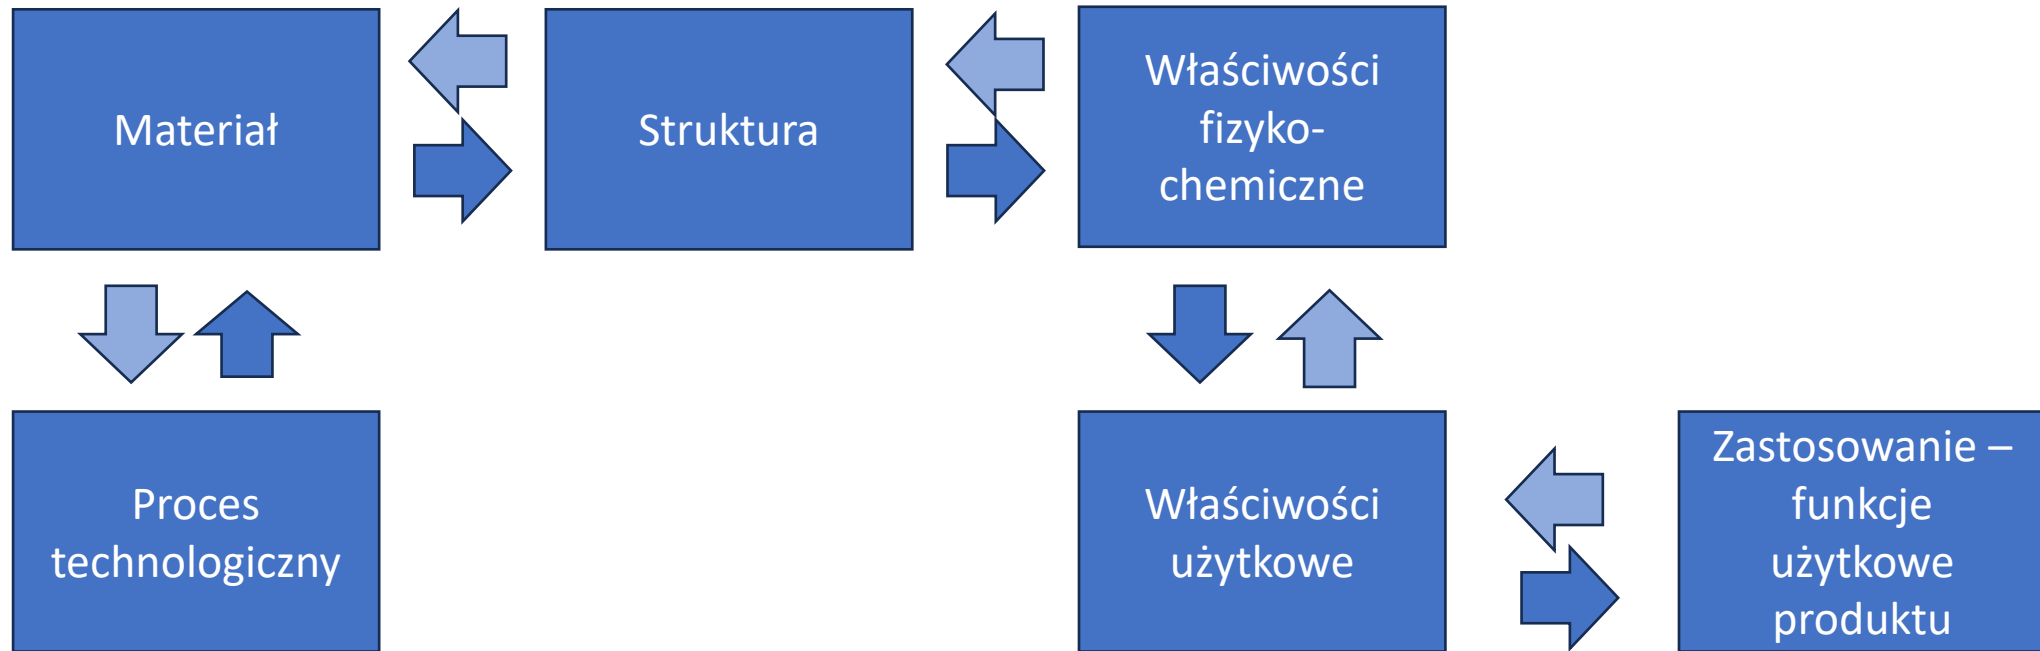 Materiał
Struktura
Właściwości
fizyko-
chemiczne
Proces
technologiczny
Właściwości
użytkowe
Zastosowanie –
funkcje
użytkowe
produktu